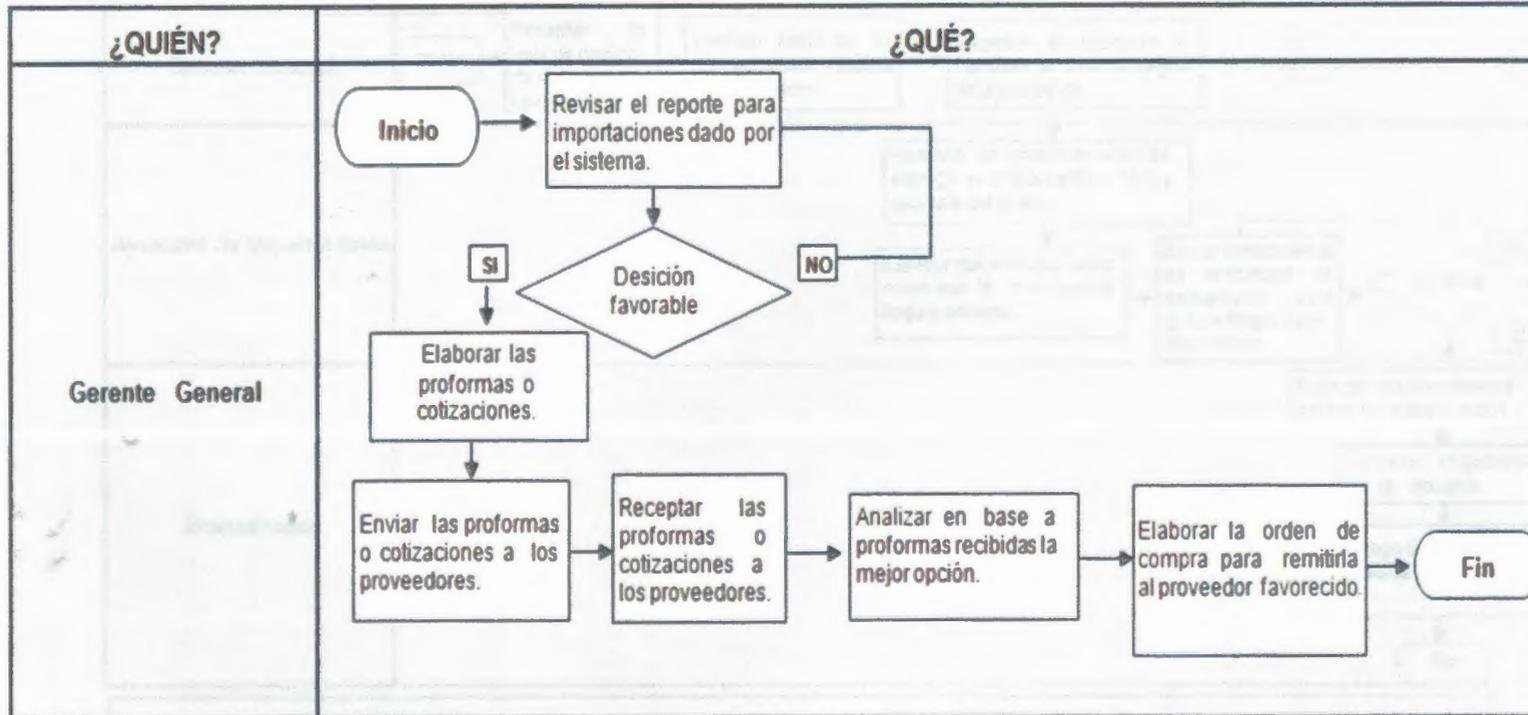 ¿QUIÉN?
¿QUÉ?
Inicio
Revisar el reporte para
importaciones dado por
el sistema.
SI
Desición
favorable
NO
Elaborar las
proformas o
cotizaciones.
Gerente General
Enviar las proformas
o cotizaciones a los
proveedores.
Receptar las
proformas o
cotizaciones a
los proveedores.
Analizar en base a
proformas recibidas la
mejor opción.
Elaborar la orden de
compra para remitirla
al proveedor favorecido.
Fin